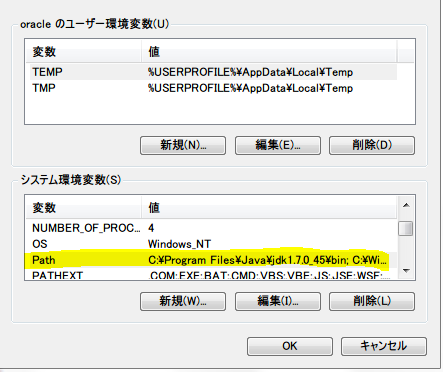 oracle のユーザー環境変数(U)
変数 値
TEMP %USERPROFILE%¥AppData¥Local¥Temp
TMP %USERPROFILE%¥AppData¥Local¥Temp
新規(N)... 編集(E)... 削除(D)
システム環境変数(S)
変数 値
NUMBER_OF_PROC... 4
OS Windows_NT
Path C:¥Program Files¥Java¥jdk1.7.0_45¥bin; C:¥Wi...
PATHEXT .COM;.EXE;.BAT;.CMD;.VBS;.VBE;.JS;.JSE;.WSF;...
新規(W)... 編集(I)... 削除(L)
OK キャンセル